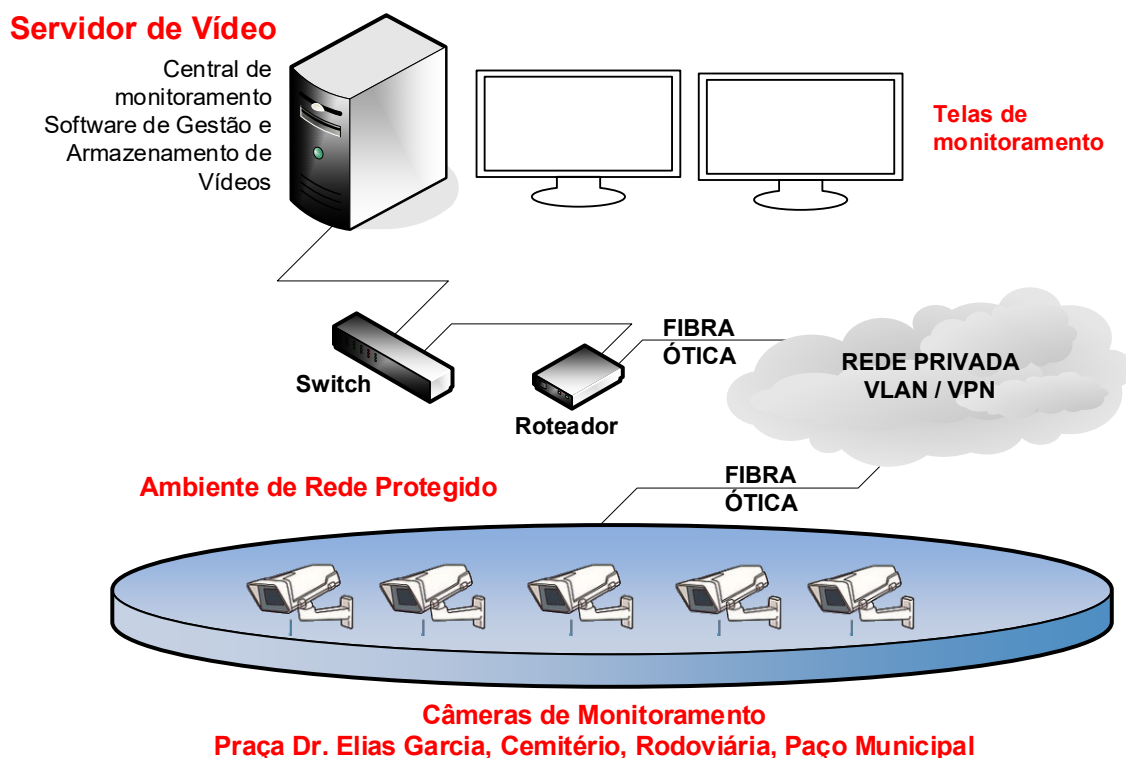 Servidor de Vídeo
Central de
monitoramento
Software de Gestão e
Armazenamento de
Vídeos
Telas de
monitoramento
Switch
Roteador
FIBRA
ÓTICA
REDE PRIVADA
VLAN / VPN
Ambiente de Rede Protegido
FIBRA
ÓTICA
Câmeras de Monitoramento
Praça Dr. Elias Garcia, Cemitério, Rodoviária, Paço Municipal